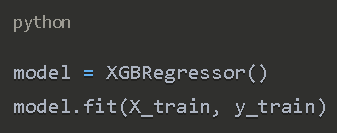 python
model = XGBRegressor()
model.fit(X_train, y_train)